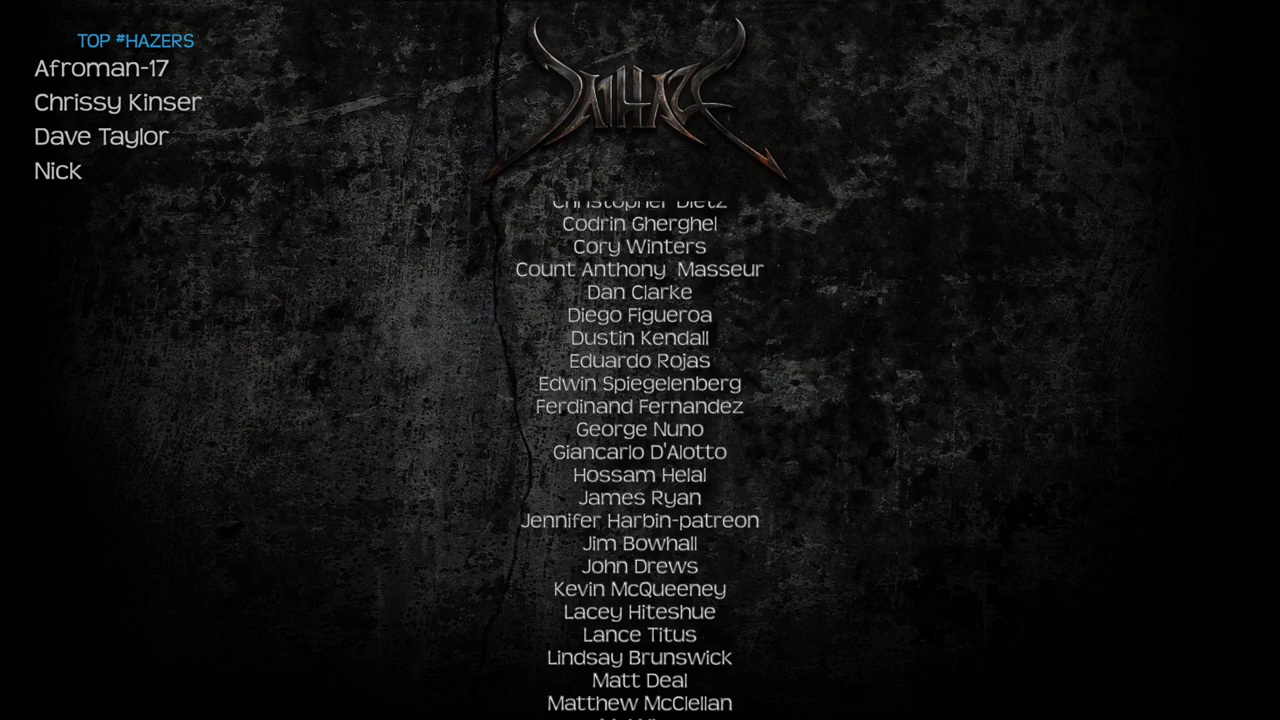 TOP #HAZERS
Afroman-17
Chrissy Kinser
Dave Taylor
Nick
Christopher Dietz
Codrin Gherghel
Cory Winters
Count Anthony  Masseur
Dan Clarke
Diego Figueroa
Dustin Kendall
Eduardo Rojas
Edwin Spiegelenberg
Ferdinand Fernandez
George Nuno
Giancarlo D'Alotto
Hossam Helal
James Ryan
Jennifer Harbin-patreon
Jim Bowhall
John Drews
Kevin McQueeney
Lacey Hiteshue
Lance Titus
Lindsay Brunswick
Matt Deal
Matthew McClellan